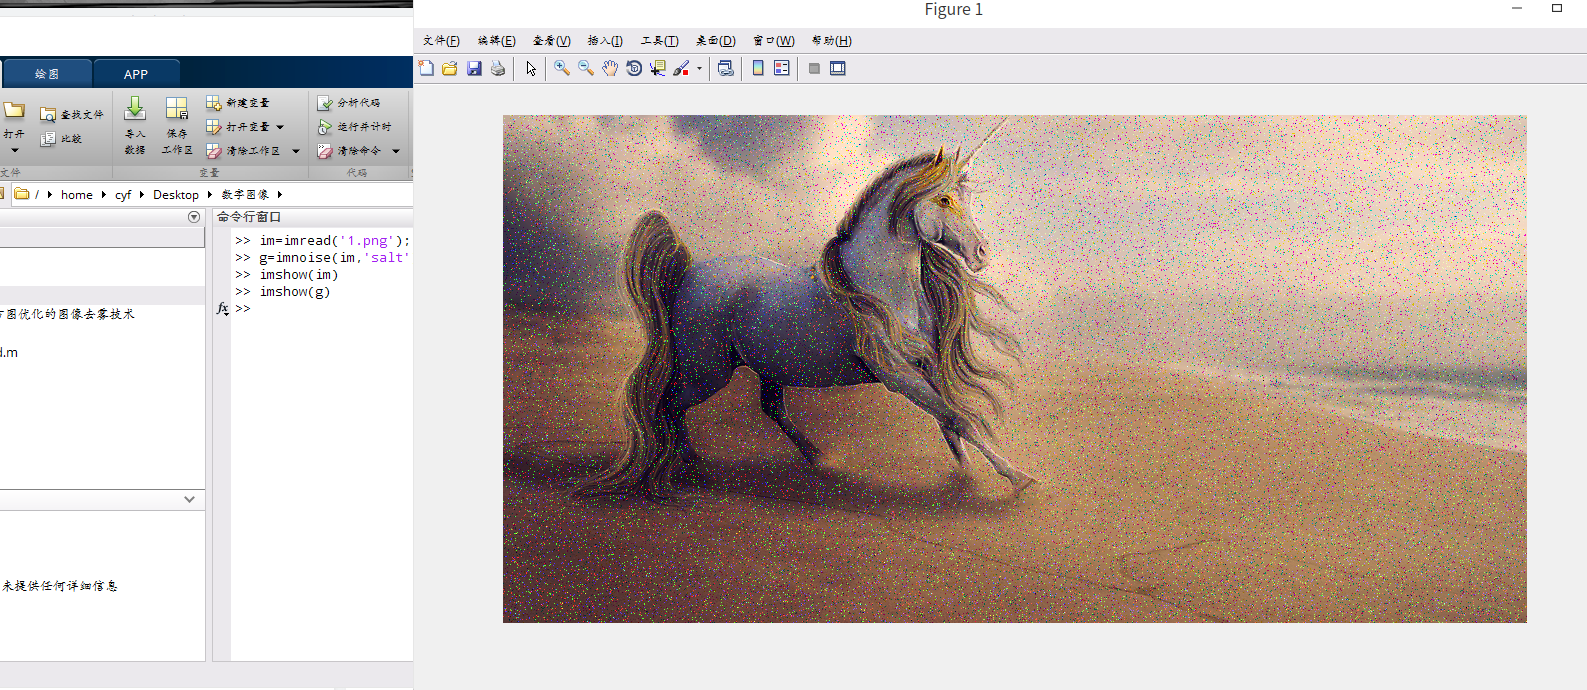 Figure 1
文件(F) 编辑(E) 查看(V) 插入(I) 工具(T) 桌面(D) 窗口(W) 帮助(H)
绘图 APP
打开
查找文件
比较
导入
数据
保存
工作区
新建变量
打开变量
清除工作区
分析代码
运行并计时
清除命令
文件 变量 代码
/ home cyf Desktop 数字图像
命令行窗口
>> im=imread('1.png');
>> g=imnoise(im,'salt'
>> imshow(im)
>> imshow(g)
fx >>
图优化的图像去雾技术
d.m
未提供任何详细信息